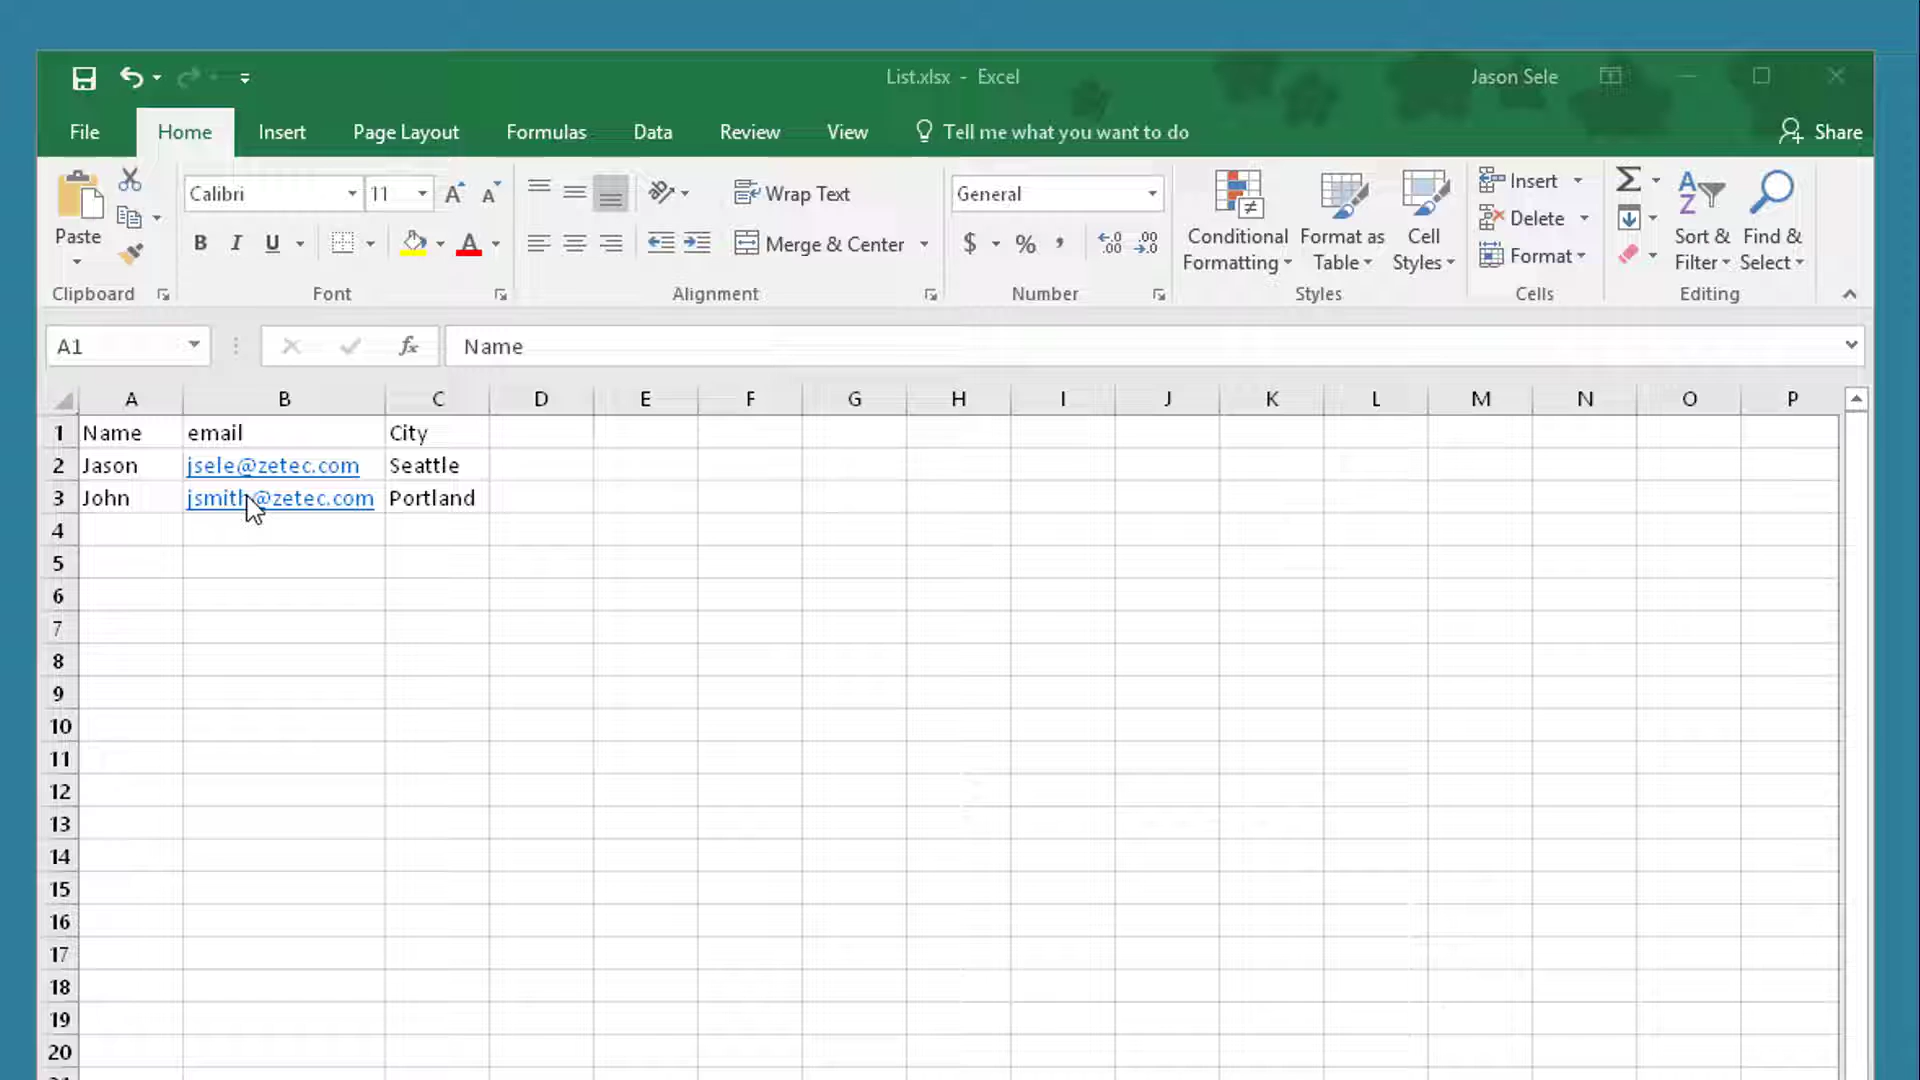 List.xlsx - Excel
Jason Sele
File Home Insert Page Layout Formulas Data Review View Tell me what you want to do Share
Calibri 11 Wrap Text General Insert
Paste B I U Merge & Center $ % , Conditional Formatting Format as Table Cell Styles Delete Sort & Filter Find & Select
Format
Clipboard Font Alignment Number Styles Cells Editing
A1 fx Name
A B C D E F G H I J K L M N O P
1 Name email City
2 Jason jsele@zetec.com Seattle
3 John jsmith@zetec.com Portland
4
5
6
7
8
9
10
11
12
13
14
15
16
17
18
19
20